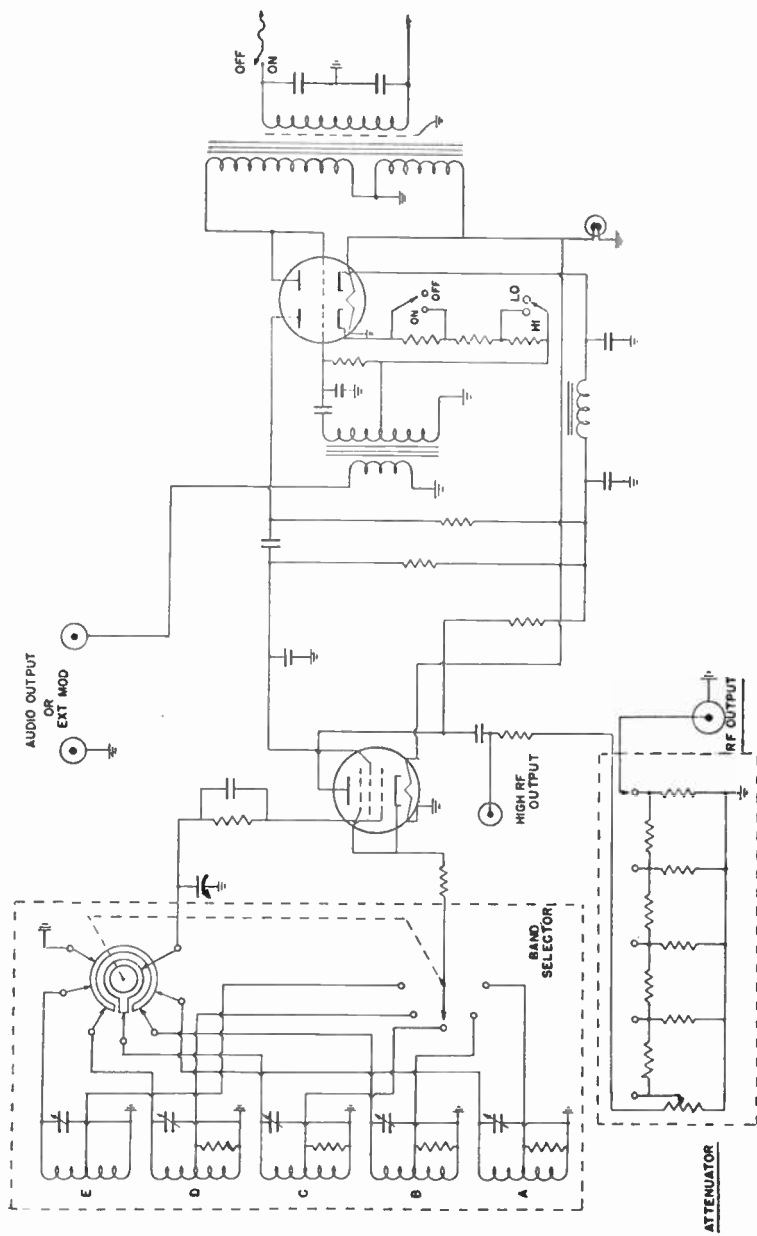 OFF
ON
AUDIO OUTPUT
OR
EXT MOD
ON
OFF
LO
HI
HIGH RF
OUTPUT
BAND
SELECTOR
E
D
C
B
A
RF OUTPUT
ATTENUATOR